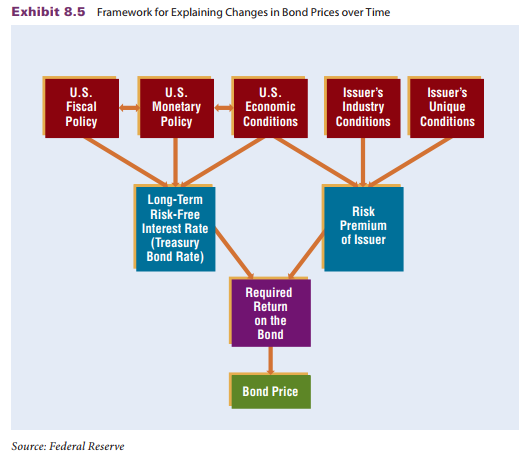 Exhibit 8.5 Framework for Explaining Changes in Bond Prices over Time
U.S.
Fiscal
Policy
U.S.
Monetary
Policy
U.S.
Economic
Conditions
Issuer's
Industry
Conditions
Issuer's
Unique
Conditions
Long-Term
Risk-Free
Interest Rate
(Treasury
Bond Rate)
Risk
Premium
of Issuer
Required
Return
on the
Bond
Bond Price
Source: Federal Reserve